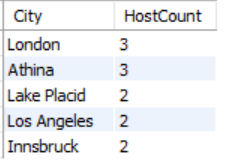 City HostCount
London 3
Athina 3
Lake Placid 2
Los Angeles 2
Innsbruck 2